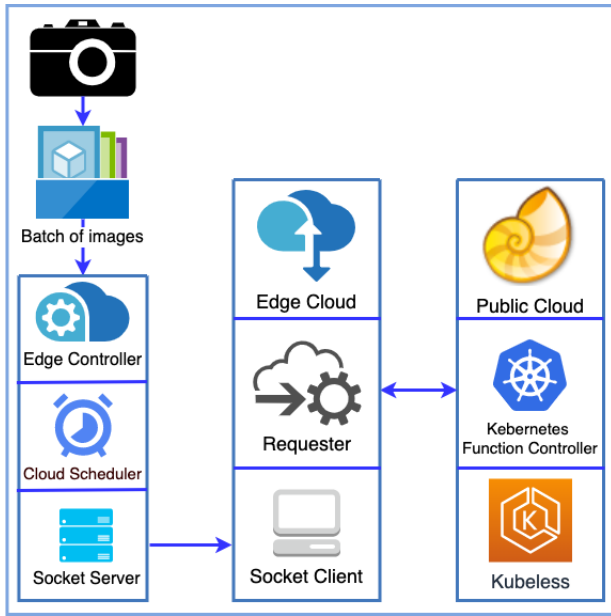 Batch of images
Edge Controller
Cloud Scheduler
Socket Server
Edge Cloud
Requester
Socket Client
Public Cloud
Kebernetes
Function Controller
K
Kubeless